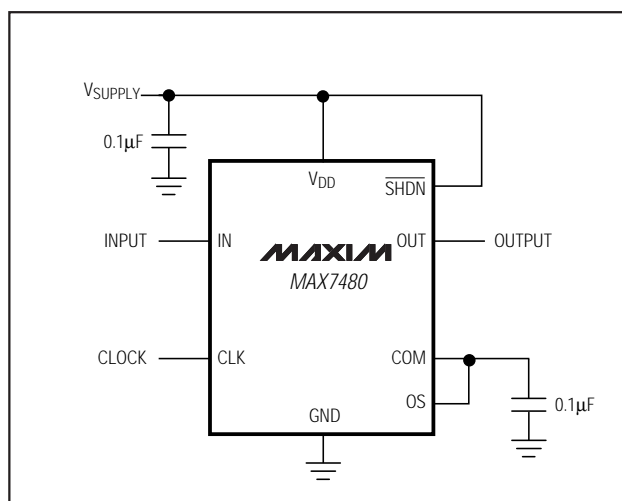 VSUPPLY
0.1μF
VDD
SHDN
INPUT
IN
MAXIM
MAX7480
OUT
OUTPUT
CLOCK
CLK
COM
OS
GND
0.1μF